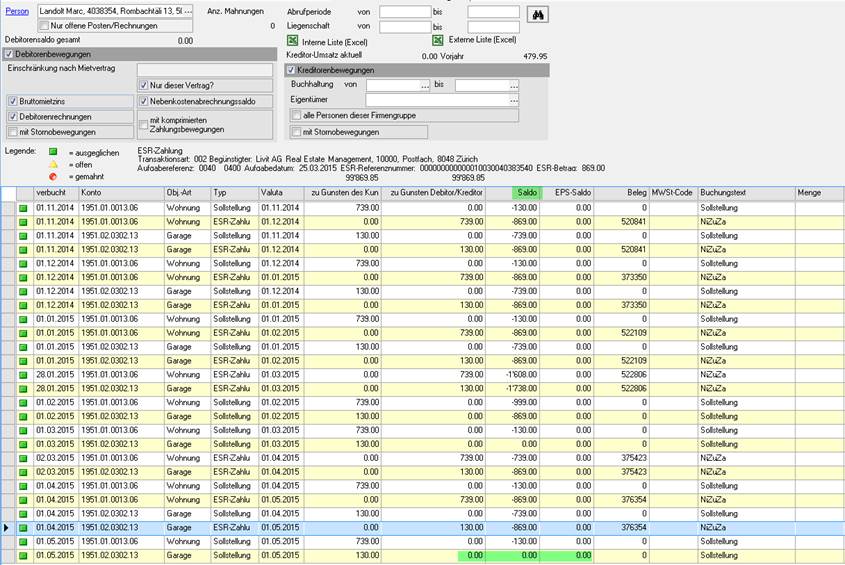 Person Landolt Marc, 4038354, Rombachtäli 13, 5( ... Anz. Mahnungen Abrufperiode von bis
Nur offene Posten/Rechnungen 0 Liegenschaft von bis
Debitorensaldo gesamt 0.00 Interne Liste (Excel) Externe Liste (Excel)
Debitorenbewegungen Kreditor-Umsatz aktuell 0.00 Vorjahr 479.95
Einschränkung nach Mietvertrag Kreditorenbewegungen
Nur dieser Vertrag? Buchhaltung von ... bis ...
Bruttomietzins Nebenkostenabrechnungssaldo Eigentümer ...
Debitorenrechnungen mit komprimierten Zahlungsbewegungen alle Personen dieser Firmengruppe
mit Stornobewegungen mit Stornobewegungen
Legende: = ausgeglichen ESR-Zahlung
= offen Transaktionsart: 002 Begünstigter: Livit AG Real Estate Management, 10000, Postfach, 8048 Zürich
= gemahnt Aufgabereferenz: 0040 0400 Aufgabedatum: 25.03.2015 ESR-Referenznummer: ESR-Betrag: 869.00
99'869.85 99'869.85
verbucht Konto Obj.-Art Typ Valuta zu Gunsten des Kun zu Gunsten Debitor/Kreditor Saldo EPS-Saldo Beleg MWSt-Code Buchungstext Menge
01.11.2014 1951.01.0013.06 Wohnung Sollstellung 01.11.2014 739.00 0.00 -130.00 0.00 0 Sollstellung
01.11.2014 1951.01.0013.06 Wohnung ESR-Zahlu 01.12.2014 0.00 739.00 -869.00 0.00 520841 NiZuZa
01.11.2014 1951.02.0302.13 Garage Sollstellung 01.11.2014 130.00 0.00 -869.00 0.00 0 Sollstellung
01.11.2014 1951.02.0302.13 Garage ESR-Zahlu 01.12.2014 0.00 130.00 -869.00 0.00 520841 NiZuZa
01.12.2014 1951.01.0013.06 Wohnung Sollstellung 01.12.2014 739.00 0.00 -130.00 0.00 0 Sollstellung
01.12.2014 1951.01.0013.06 Wohnung ESR-Zahlu 01.01.2015 0.00 739.00 -869.00 0.00 373350 NiZuZa
01.12.2014 1951.02.0302.13 Garage Sollstellung 01.12.2014 130.00 0.00 -739.00 0.00 0 Sollstellung
01.12.2014 1951.02.0302.13 Garage ESR-Zahlu 01.01.2015 0.00 130.00 -869.00 0.00 373350 NiZuZa
01.01.2015 1951.01.0013.06 Wohnung Sollstellung 01.01.2015 739.00 0.00 -130.00 0.00 0 Sollstellung
01.01.2015 1951.01.0013.06 Wohnung ESR-Zahlu 01.02.2015 0.00 739.00 -869.00 0.00 522109 NiZuZa
01.01.2015 1951.02.0302.13 Garage Sollstellung 01.01.2015 130.00 0.00 -739.00 0.00 0 Sollstellung
01.01.2015 1951.02.0302.13 Garage ESR-Zahlu 01.02.2015 0.00 130.00 -869.00 0.00 522109 NiZuZa
28.01.2015 1951.01.0013.06 Wohnung ESR-Zahlu 01.03.2015 0.00 739.00 -1'608.00 0.00 522806 NiZuZa
28.01.2015 1951.02.0302.13 Garage ESR-Zahlu 01.03.2015 0.00 130.00 -1'738.00 0.00 522806 NiZuZa
01.02.2015 1951.01.0013.06 Wohnung Sollstellung 01.02.2015 739.00 0.00 -999.00 0.00 0 Sollstellung
01.02.2015 1951.02.0302.13 Garage Sollstellung 01.02.2015 130.00 0.00 -869.00 0.00 0 Sollstellung
01.03.2015 1951.01.0013.06 Wohnung Sollstellung 01.03.2015 739.00 0.00 -130.00 0.00 0 Sollstellung
01.03.2015 1951.02.0302.13 Garage Sollstellung 01.03.2015 130.00 0.00 0.00 0.00 0 Sollstellung
02.03.2015 1951.01.0013.06 Wohnung ESR-Zahlu 01.04.2015 0.00 739.00 -739.00 0.00 375423 NiZuZa
02.03.2015 1951.02.0302.13 Garage ESR-Zahlu 01.04.2015 0.00 130.00 -869.00 0.00 375423 NiZuZa
01.04.2015 1951.01.0013.06 Wohnung Sollstellung 01.04.2015 739.00 0.00 -130.00 0.00 0 Sollstellung
01.04.2015 1951.01.0013.06 Wohnung ESR-Zahlu 01.05.2015 0.00 739.00 -869.00 0.00 376354 NiZuZa
01.04.2015 1951.02.0302.13 Garage Sollstellung 01.04.2015 130.00 0.00 -739.00 0.00 0 Sollstellung
01.04.2015 1951.02.0302.13 Garage ESR-Zahlu 01.05.2015 0.00 130.00 -869.00 0.00 376354 NiZuZa
01.05.2015 1951.01.0013.06 Wohnung Sollstellung 01.05.2015 739.00 0.00 -130.00 0.00 0 Sollstellung
01.05.2015 1951.02.0302.13 Garage Sollstellung 01.05.2015 130.00 0.00 0.00 0.00 0 Sollstellung